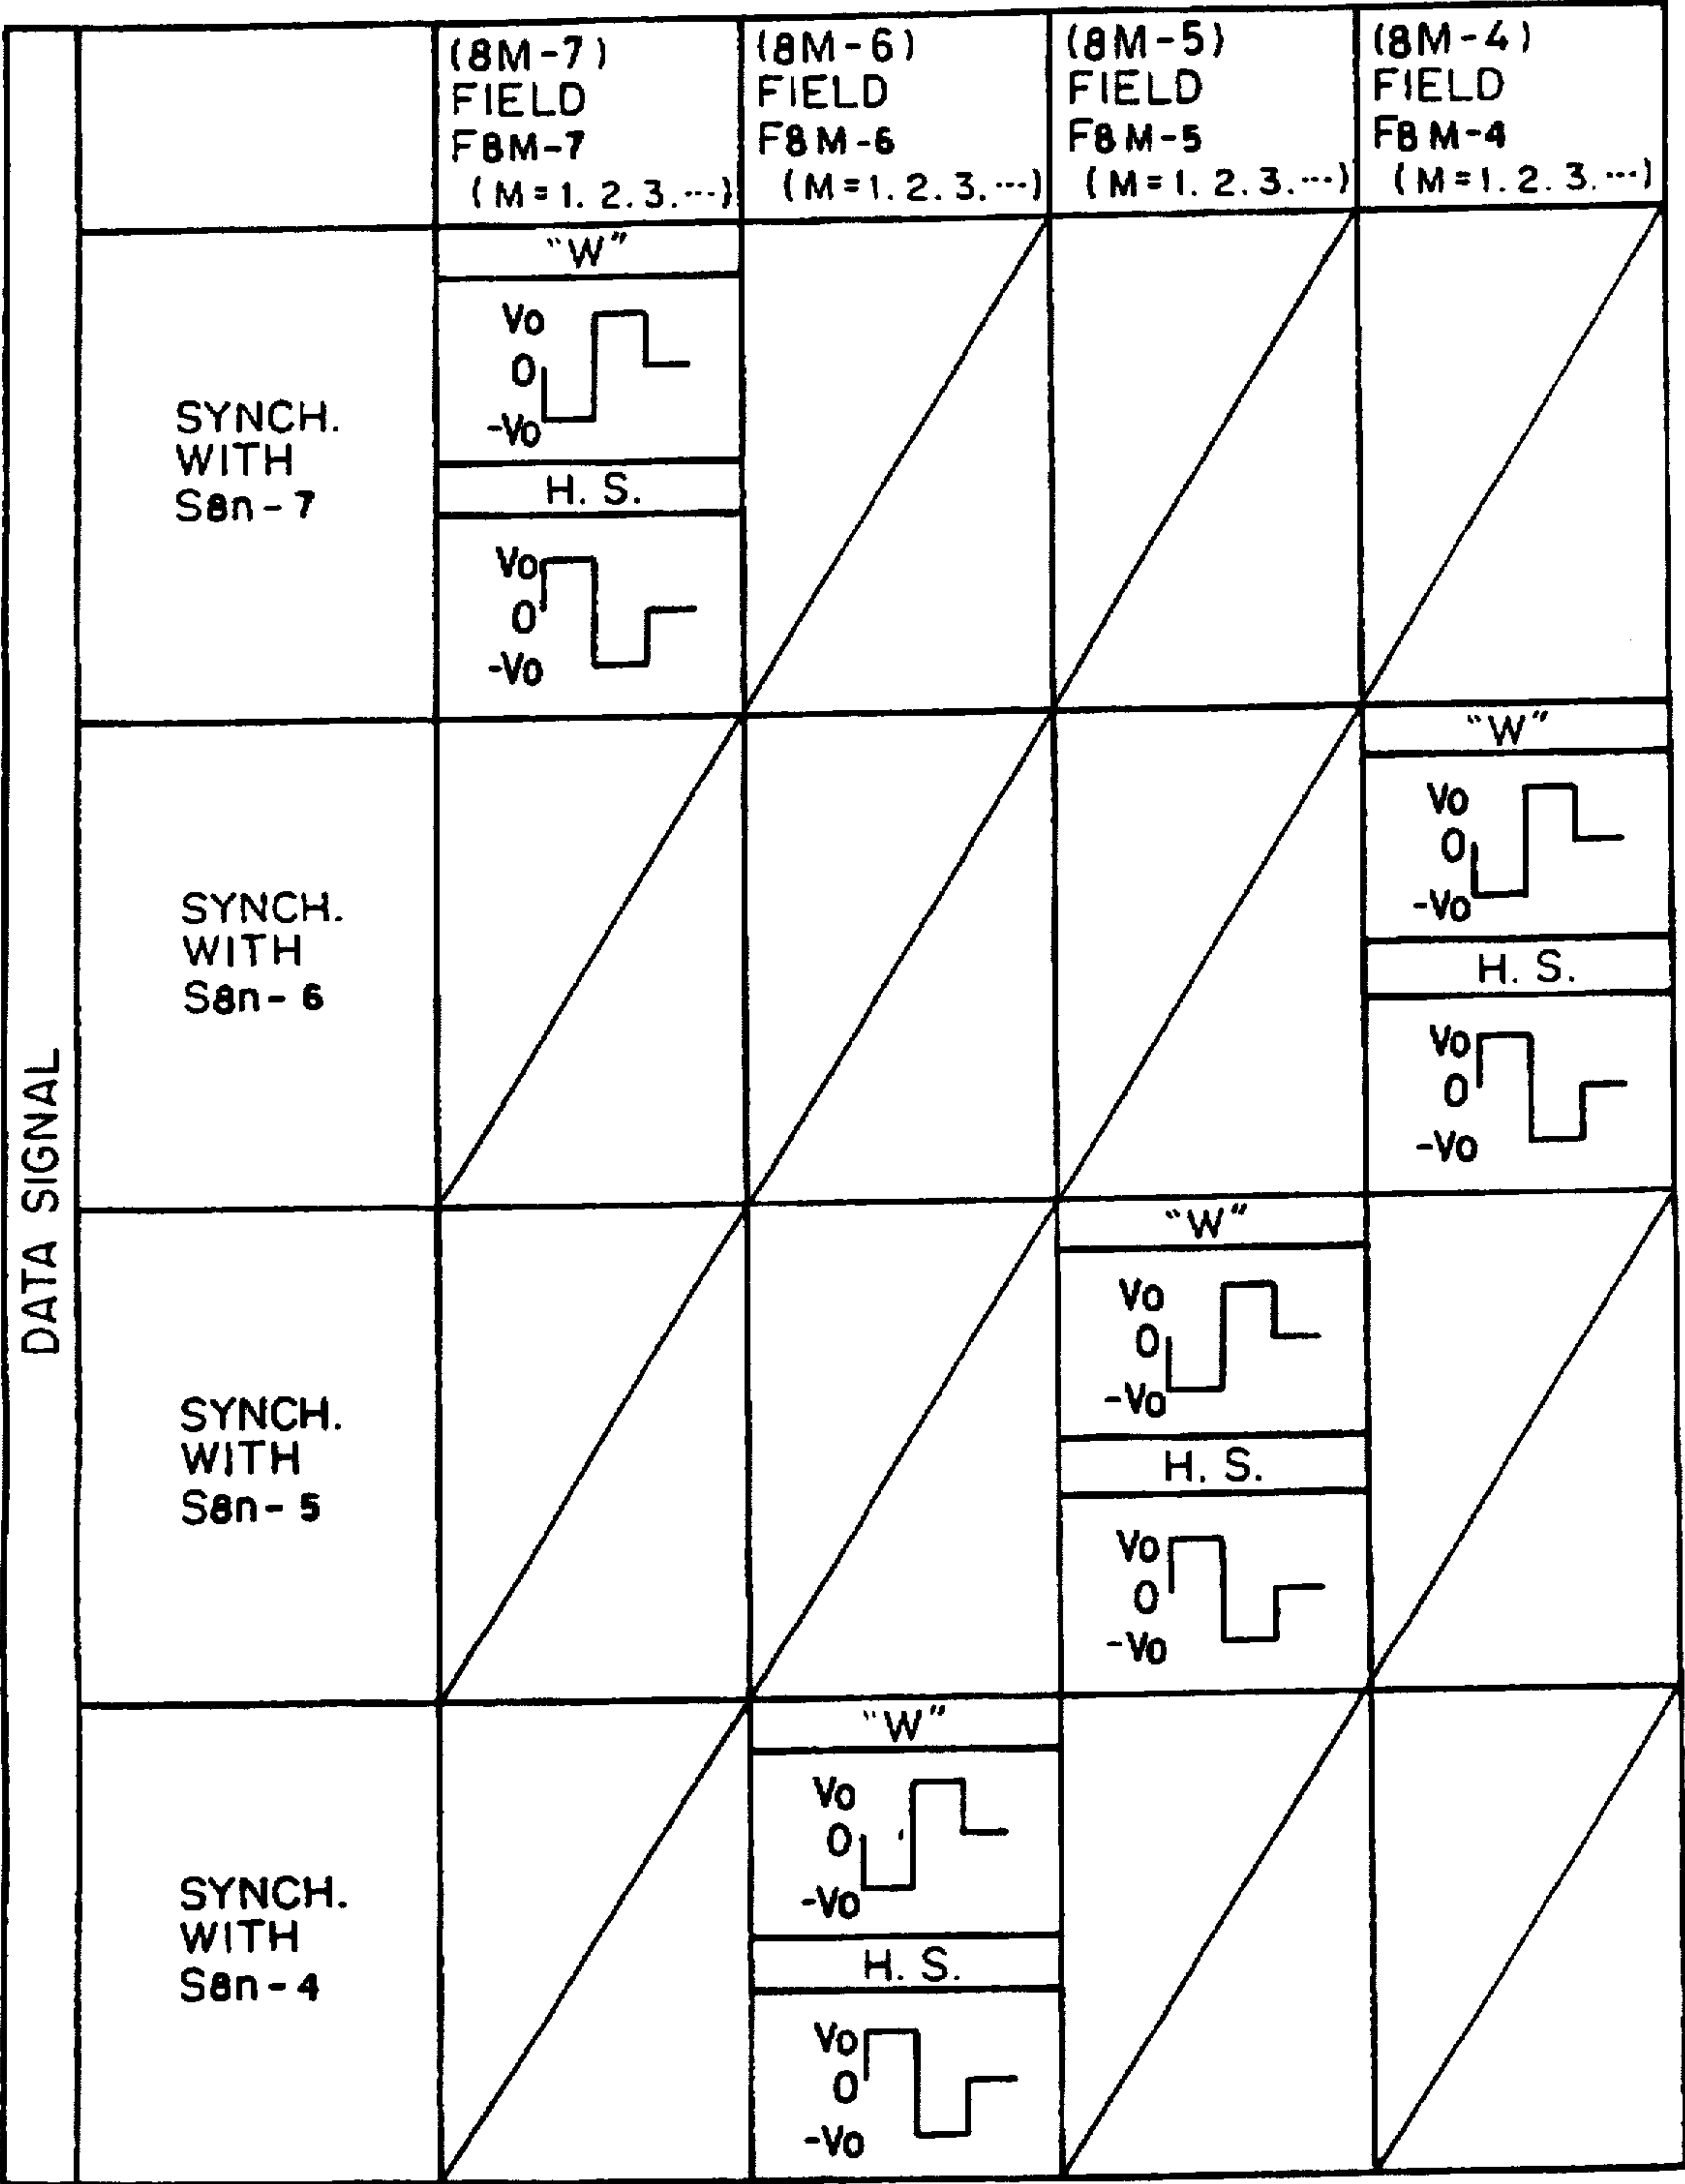 (8M-7)
FIELD
F8M-7
(M=1. 2. 3. ···)
(8M-6)
FIELD
F8M-6
(M=1. 2. 3. ···)
(8M-5)
FIELD
F8M-5
(M=1. 2. 3. ···)
(8M-4)
FIELD
F8M-4
(M=1. 2. 3. ···)
DATA SIGNAL
SYNCH.
WITH
S8n-7
"W"
Vo
0
-Vo
H. S.
Vo
0
-Vo
SYNCH.
WITH
S8n-6
"W"
Vo
0
-Vo
H. S.
Vo
0
-Vo
SYNCH.
WITH
S8n-5
"W"
Vo
0
-Vo
H. S.
Vo
0
-Vo
SYNCH.
WITH
S8n-4
"W"
Vo
0
-Vo
H. S.
Vo
0
-Vo